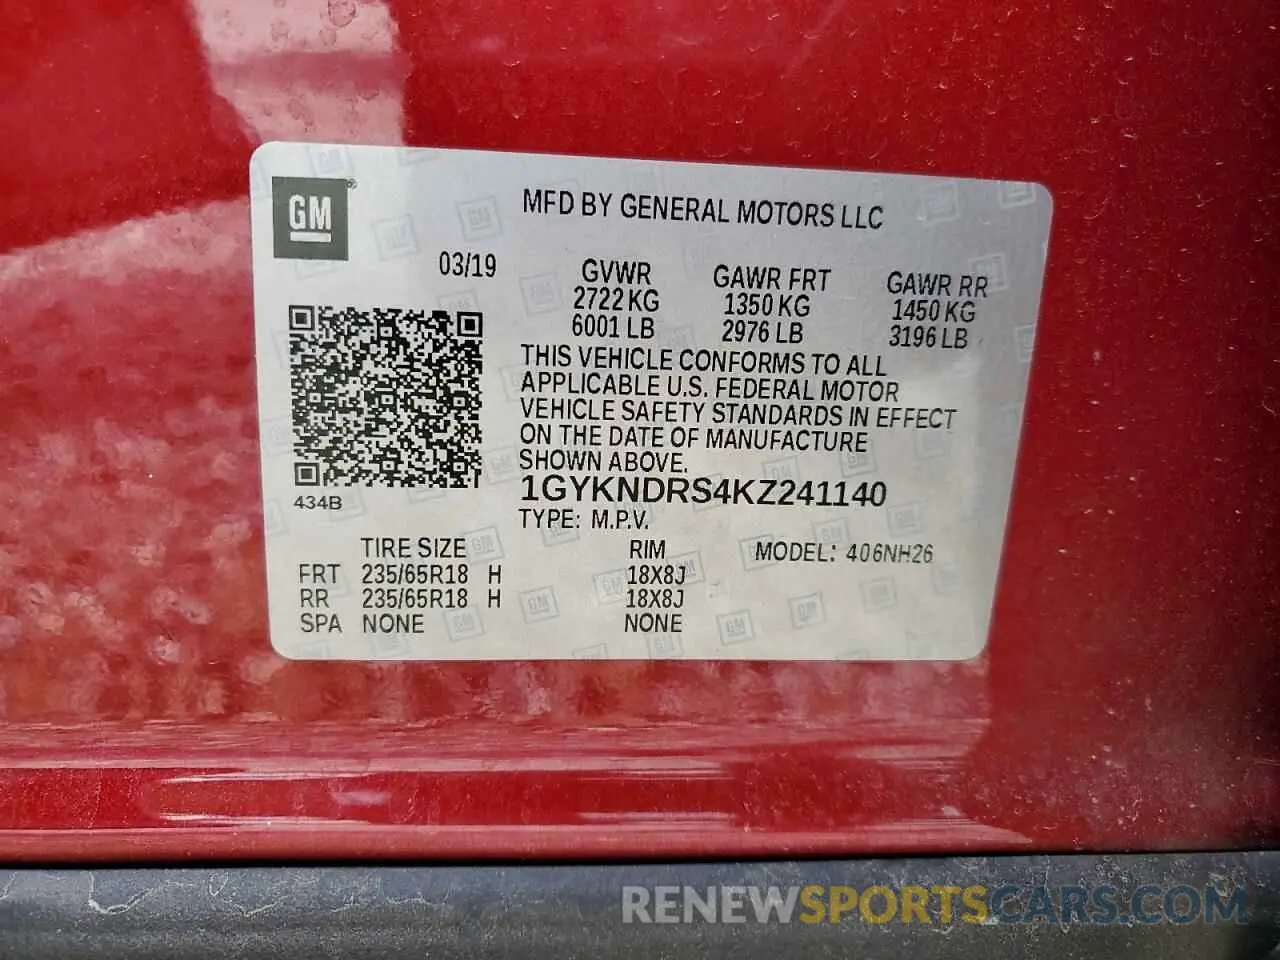 GM®
MFD BY GENERAL MOTORS LLC
03/19
GVWR GAWR FRT GAWR RR
2722 KG 1350 KG 1450 KG
6001 LB 2976 LB 3196 LB
THIS VEHICLE CONFORMS TO ALL
APPLICABLE U.S. FEDERAL MOTOR
VEHICLE SAFETY STANDARDS IN EFFECT
ON THE DATE OF MANUFACTURE
SHOWN ABOVE.
434B
1GYKNDRS4KZ241140
TYPE: M.P.V.
TIRE SIZE RIM MODEL: 406NH26
FRT 235/65R18 H 18X8J
RR 235/65R18 H 18X8J
SPA NONE NONE
RENEWSPORTSCARS.COM